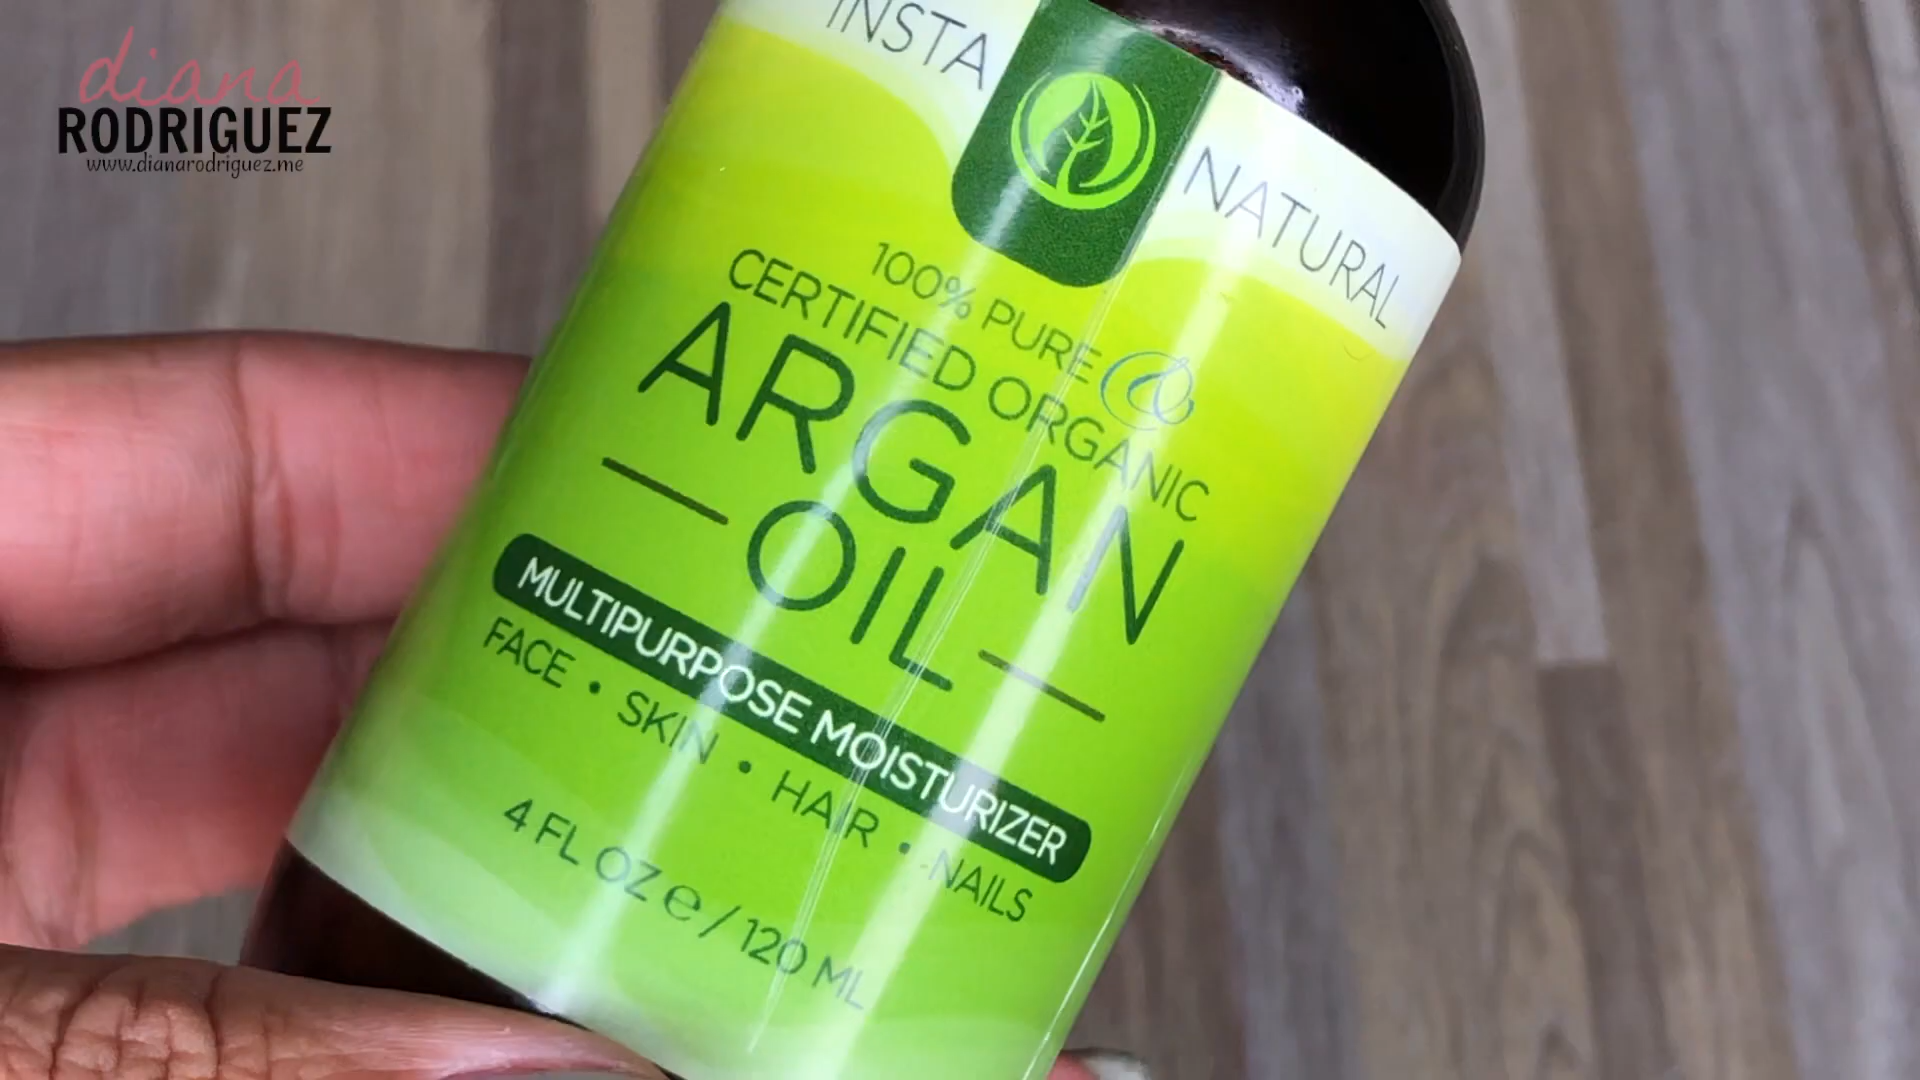 diana
RODRIGUEZ
www.dianarodriguez.me
INSTA NATURAL
100% PURE
CERTIFIED ORGANIC
ARGAN
OIL
MULTIPURPOSE MOISTURIZER
FACE • SKIN • HAIR • NAILS
4 FL OZ ℮ / 120 ML